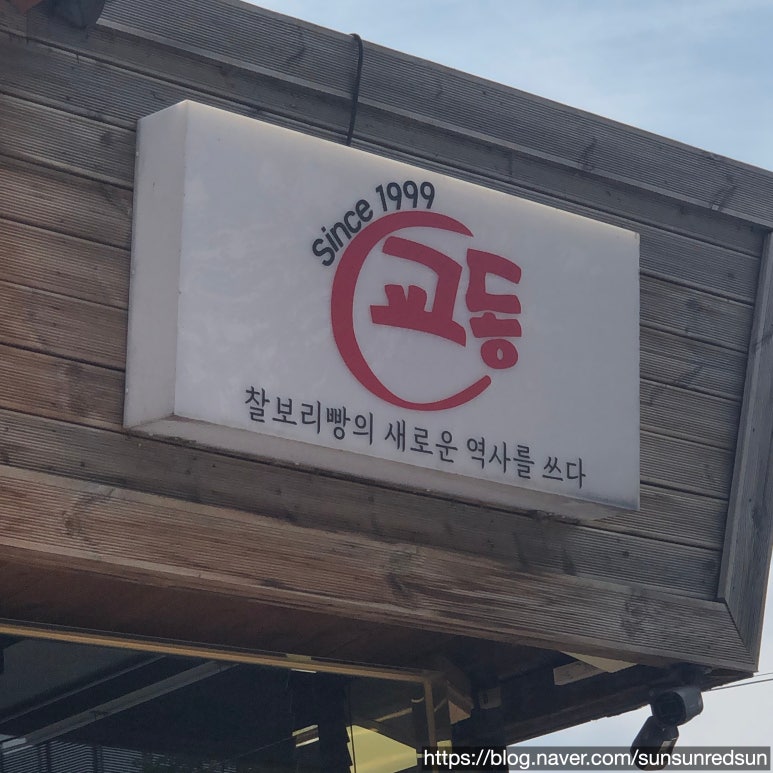 Since 1999
교동
찰보리빵의 새로운 역사를 쓰다
https://blog.naver.com/sunsunredsun